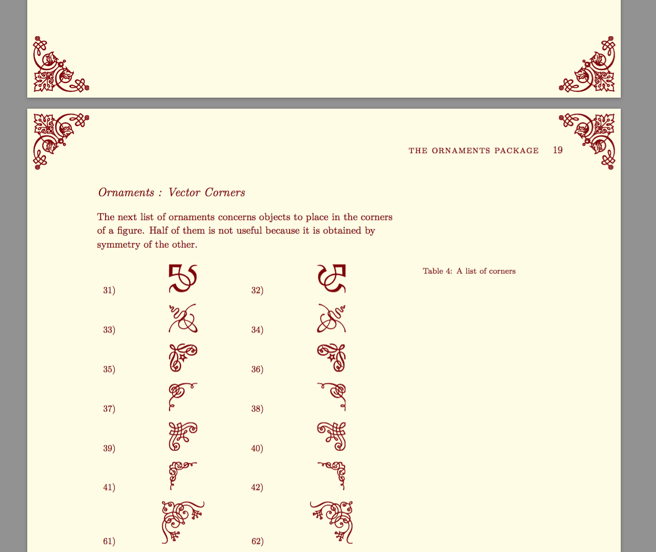 THE ORNAMENTS PACKAGE 19
Ornaments : Vector Corners
The next list of ornaments concerns objects to place in the corners
of a figure. Half of them is not useful because it is obtained by
symmetry of the other.
Table 4: A list of corners
31) 32)
33) 34)
35) 36)
37) 38)
39) 40)
41) 42)
61) 62)